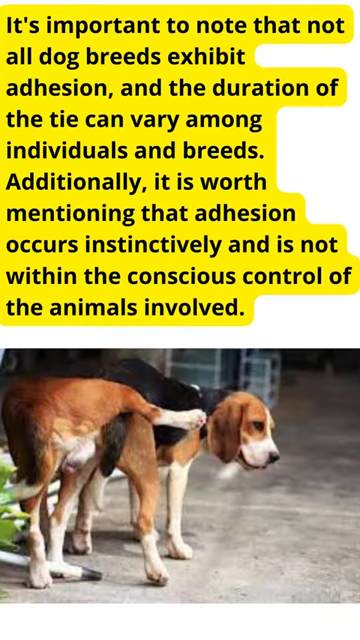 It's important to note that not
all dog breeds exhibit
adhesion, and the duration of
the tie can vary among
individuals and breeds.
Additionally, it is worth
mentioning that adhesion
occurs instinctively and is not
within the conscious control of
the animals involved.